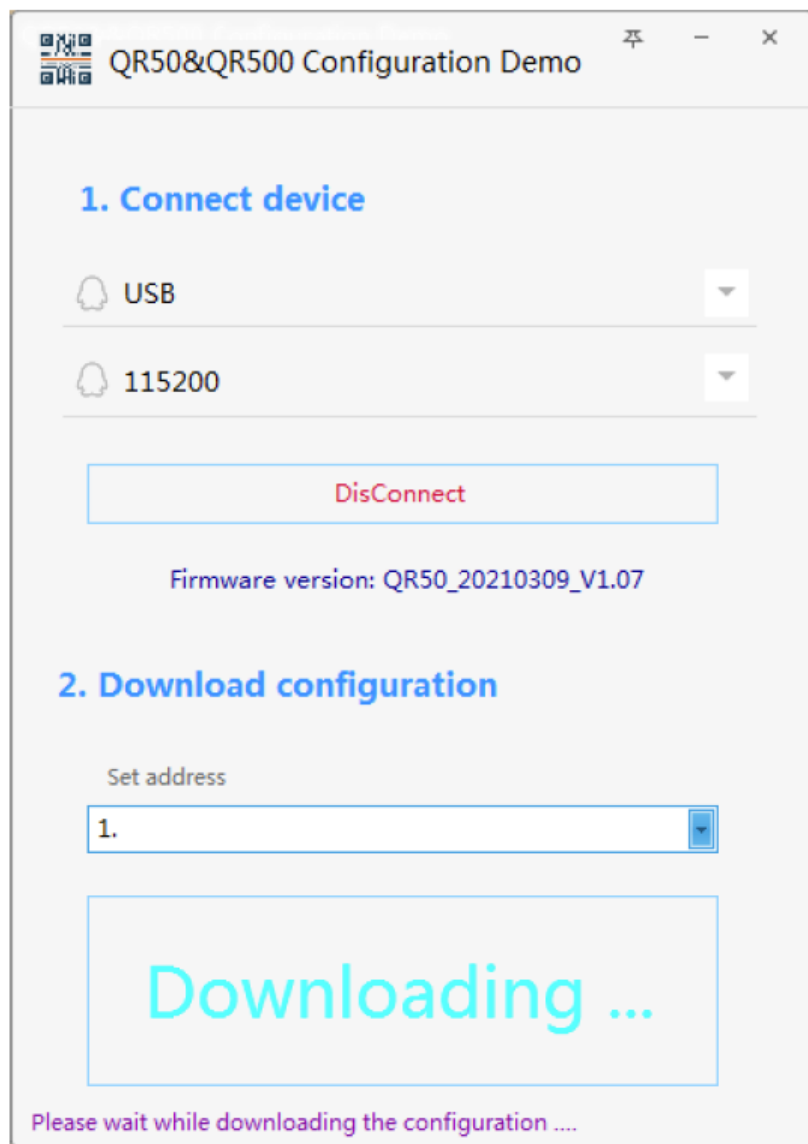 QR50&QR500 Configuration Demo
1. Connect device
USB
115200
DisConnect
Firmware version: QR50_20210309_V1.07
2. Download configuration
Set address
1.
Downloading ...
Please wait while downloading the configuration ....